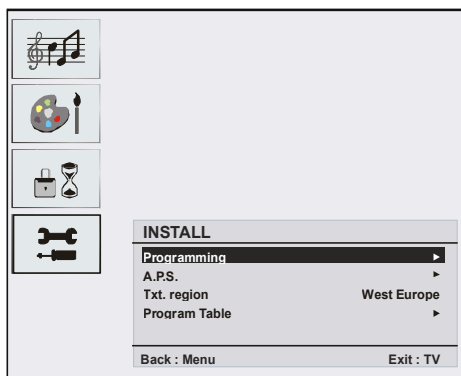 INSTALL
Programming ►
A.P.S. ►
Txt. region West Europe
Program Table ►
Back : Menu Exit : TV